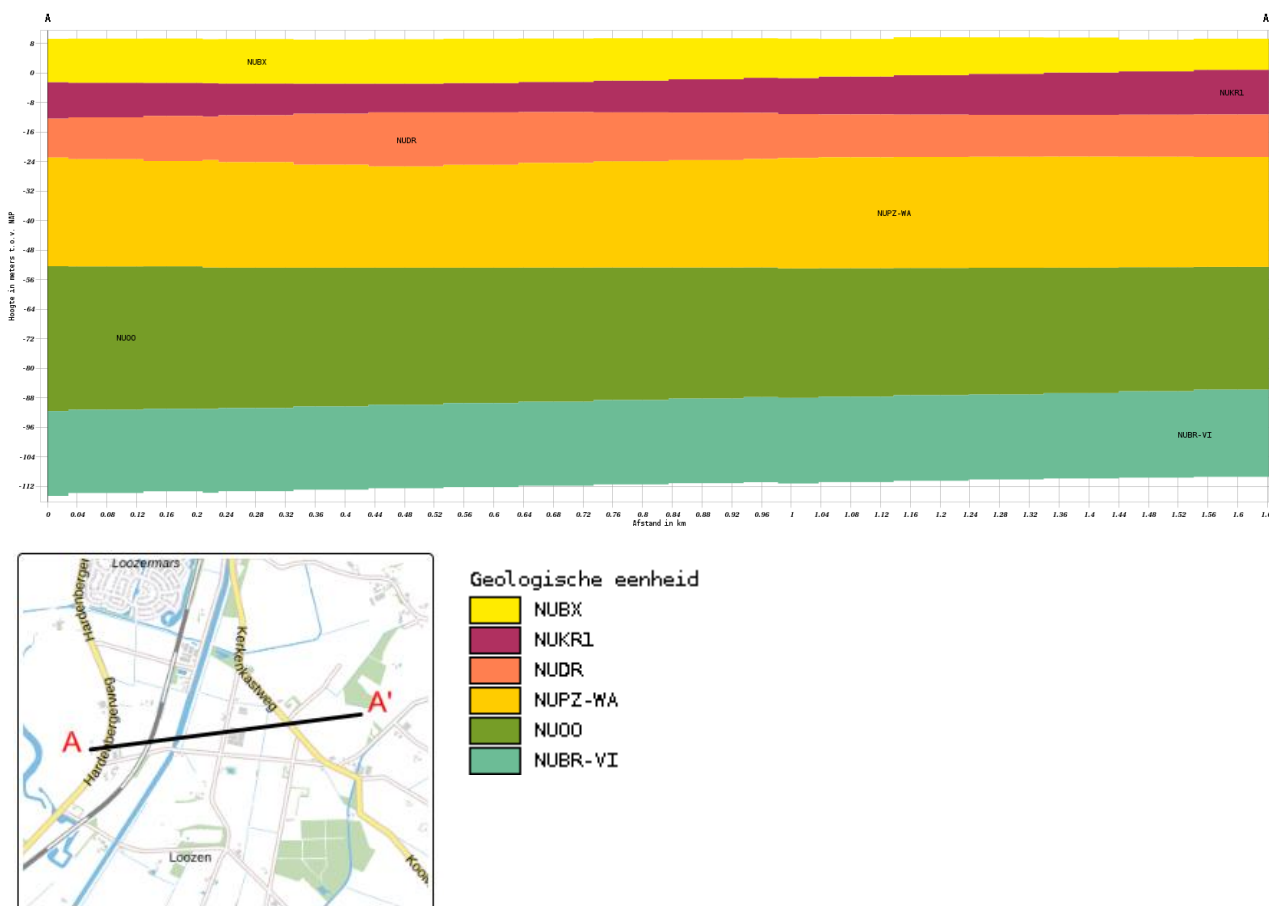 A A
8
NUBX
0
-8
NUKR1
-16
NUDR
-24
-32
NUPZ-WA
-40
-48
-56
-64
NUOO
-72
-80
-88
-96
NUBR-VI
-104
-112
Hoogte in meters t.o.v. NAP
0 0.04 0.08 0.12 0.16 0.2 0.24 0.28 0.32 0.36 0.4 0.44 0.48 0.52 0.56 0.6 0.64 0.68 0.72 0.76 0.8 0.84 0.88 0.92 0.96 1 1.04 1.08 1.12 1.16 1.2 1.24 1.28 1.32 1.36 1.4 1.44 1.48 1.52 1.56 1.6 1.6
Afstand in km
Loozermars
Hardenberger
Kerkenkastweg
A'
A
Hardenbergerweg
Loozen
Koon
Geologische eenheid
NUBX
NUKR1
NUDR
NUPZ-WA
NUOO
NUBR-VI